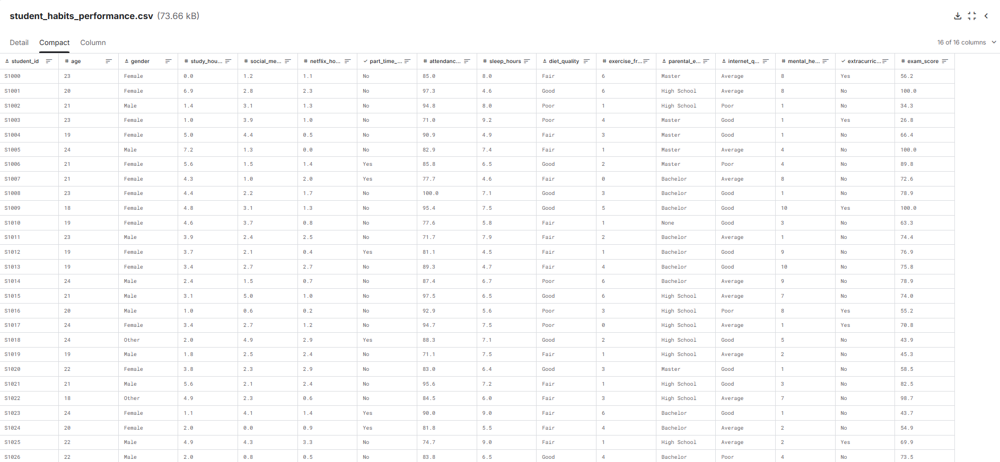 student_habits_performance.csv (73.66 kB)
Detail Compact Column 16 of 16 columns
student_id age gender study_hou... social_me... netflix_ho... part_time_... attendanc... sleep_hours diet_quality exercise_fr... parental_e... internet_q... mental_he... extracurric... exam_score
S1000 23 Female 0.0 1.2 1.1 No 85.0 8.0 Fair 6 Master Average 8 Yes 56.2
S1001 20 Female 6.9 2.8 2.3 No 97.3 4.6 Good 6 High School Average 8 No 100.0
S1002 21 Male 1.4 3.1 1.3 No 94.8 8.0 Poor 1 High School Poor 1 No 34.3
S1003 23 Female 1.0 3.9 1.0 No 71.0 9.2 Poor 4 Master Good 1 Yes 26.8
S1004 19 Female 5.0 4.4 0.5 No 90.9 4.9 Fair 3 Master Good 1 No 66.4
S1005 24 Male 7.2 1.3 0.0 No 82.9 7.4 Fair 1 Master Average 4 No 100.0
S1006 21 Female 5.6 1.5 1.4 Yes 85.8 6.5 Good 2 Master Poor 4 No 89.8
S1007 21 Female 4.3 1.0 2.0 Yes 77.7 4.6 Fair 0 Bachelor Average 8 No 72.6
S1008 23 Female 4.4 2.2 1.7 No 100.0 7.1 Good 3 Bachelor Good 1 No 78.9
S1009 18 Female 4.8 3.1 1.3 No 95.4 7.5 Good 5 Bachelor Good 10 Yes 100.0
S1010 19 Female 4.6 3.7 0.8 No 77.6 5.8 Fair 1 None Good 3 No 63.3
S1011 23 Male 3.9 2.4 2.5 No 71.7 7.9 Fair 2 Bachelor Average 1 No 74.4
S1012 19 Female 3.7 2.1 0.4 Yes 81.1 4.5 Fair 1 Bachelor Good 9 No 76.9
S1013 19 Female 3.4 2.7 2.7 No 89.3 4.7 Fair 4 Bachelor Good 10 No 75.8
S1014 24 Male 2.4 1.5 0.7 No 87.4 6.7 Poor 6 Bachelor Average 9 No 78.9
S1015 21 Male 3.1 5.0 1.0 No 97.5 6.5 Good 6 High School Average 7 No 74.0
S1016 20 Male 1.0 0.6 0.2 No 92.9 5.6 Poor 3 High School Poor 8 Yes 55.2
S1017 24 Female 3.4 2.7 1.2 No 94.7 7.5 Poor 0 High School Average 1 Yes 70.8
S1018 24 Other 2.0 4.9 2.9 Yes 88.3 7.1 Good 2 High School Good 5 No 43.9
S1019 19 Male 1.8 2.5 2.4 No 71.1 7.5 Fair 1 High School Average 2 No 45.3
S1020 22 Female 3.8 2.3 2.9 No 83.0 6.4 Good 3 Master Good 1 No 58.5
S1021 21 Male 5.6 2.1 2.4 No 95.6 7.2 Fair 1 High School Good 3 No 82.5
S1022 18 Other 4.9 2.3 0.6 No 84.5 6.0 Fair 3 High School Average 7 No 98.7
S1023 24 Female 1.1 4.1 1.4 Yes 90.0 9.0 Fair 6 Bachelor Good 1 No 43.7
S1024 20 Female 2.0 0.0 0.9 Yes 81.8 5.5 Fair 4 Bachelor Average 2 No 54.9
S1025 22 Male 4.9 4.3 3.3 No 74.7 9.0 Fair 1 High School Average 2 Yes 69.9
S1026 22 Male 2.0 0.8 0.5 No 83.8 6.5 Good 4 Bachelor Poor 4 No 73.5